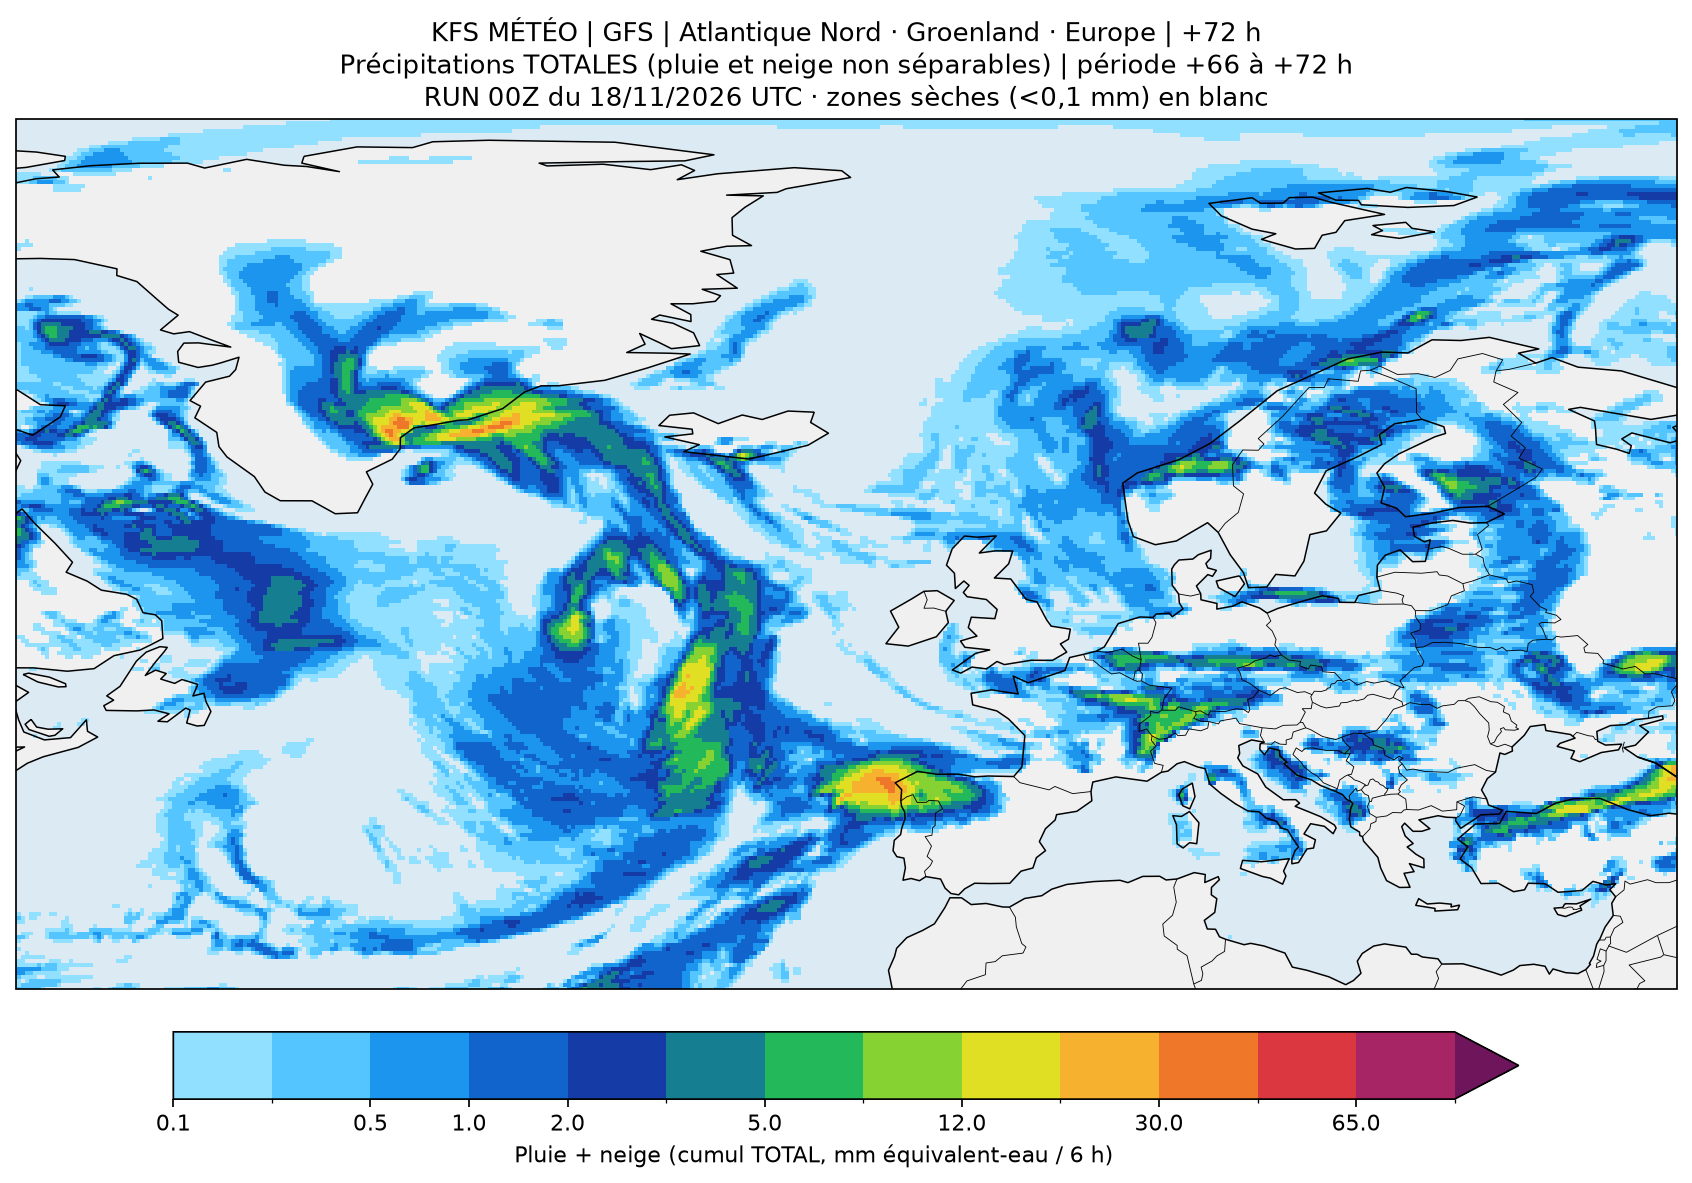 KFS MÉTÉO | GFS | Atlantique Nord · Groenland · Europe | +72 h
Précipitations TOTALES (pluie et neige non séparables) | période +66 à +72 h
RUN 00Z du 18/11/2026 UTC · zones sèches (<0,1 mm) en blanc
0.1 0.5 1.0 2.0 5.0 12.0 30.0 65.0
Pluie + neige (cumul TOTAL, mm équivalent-eau / 6 h)